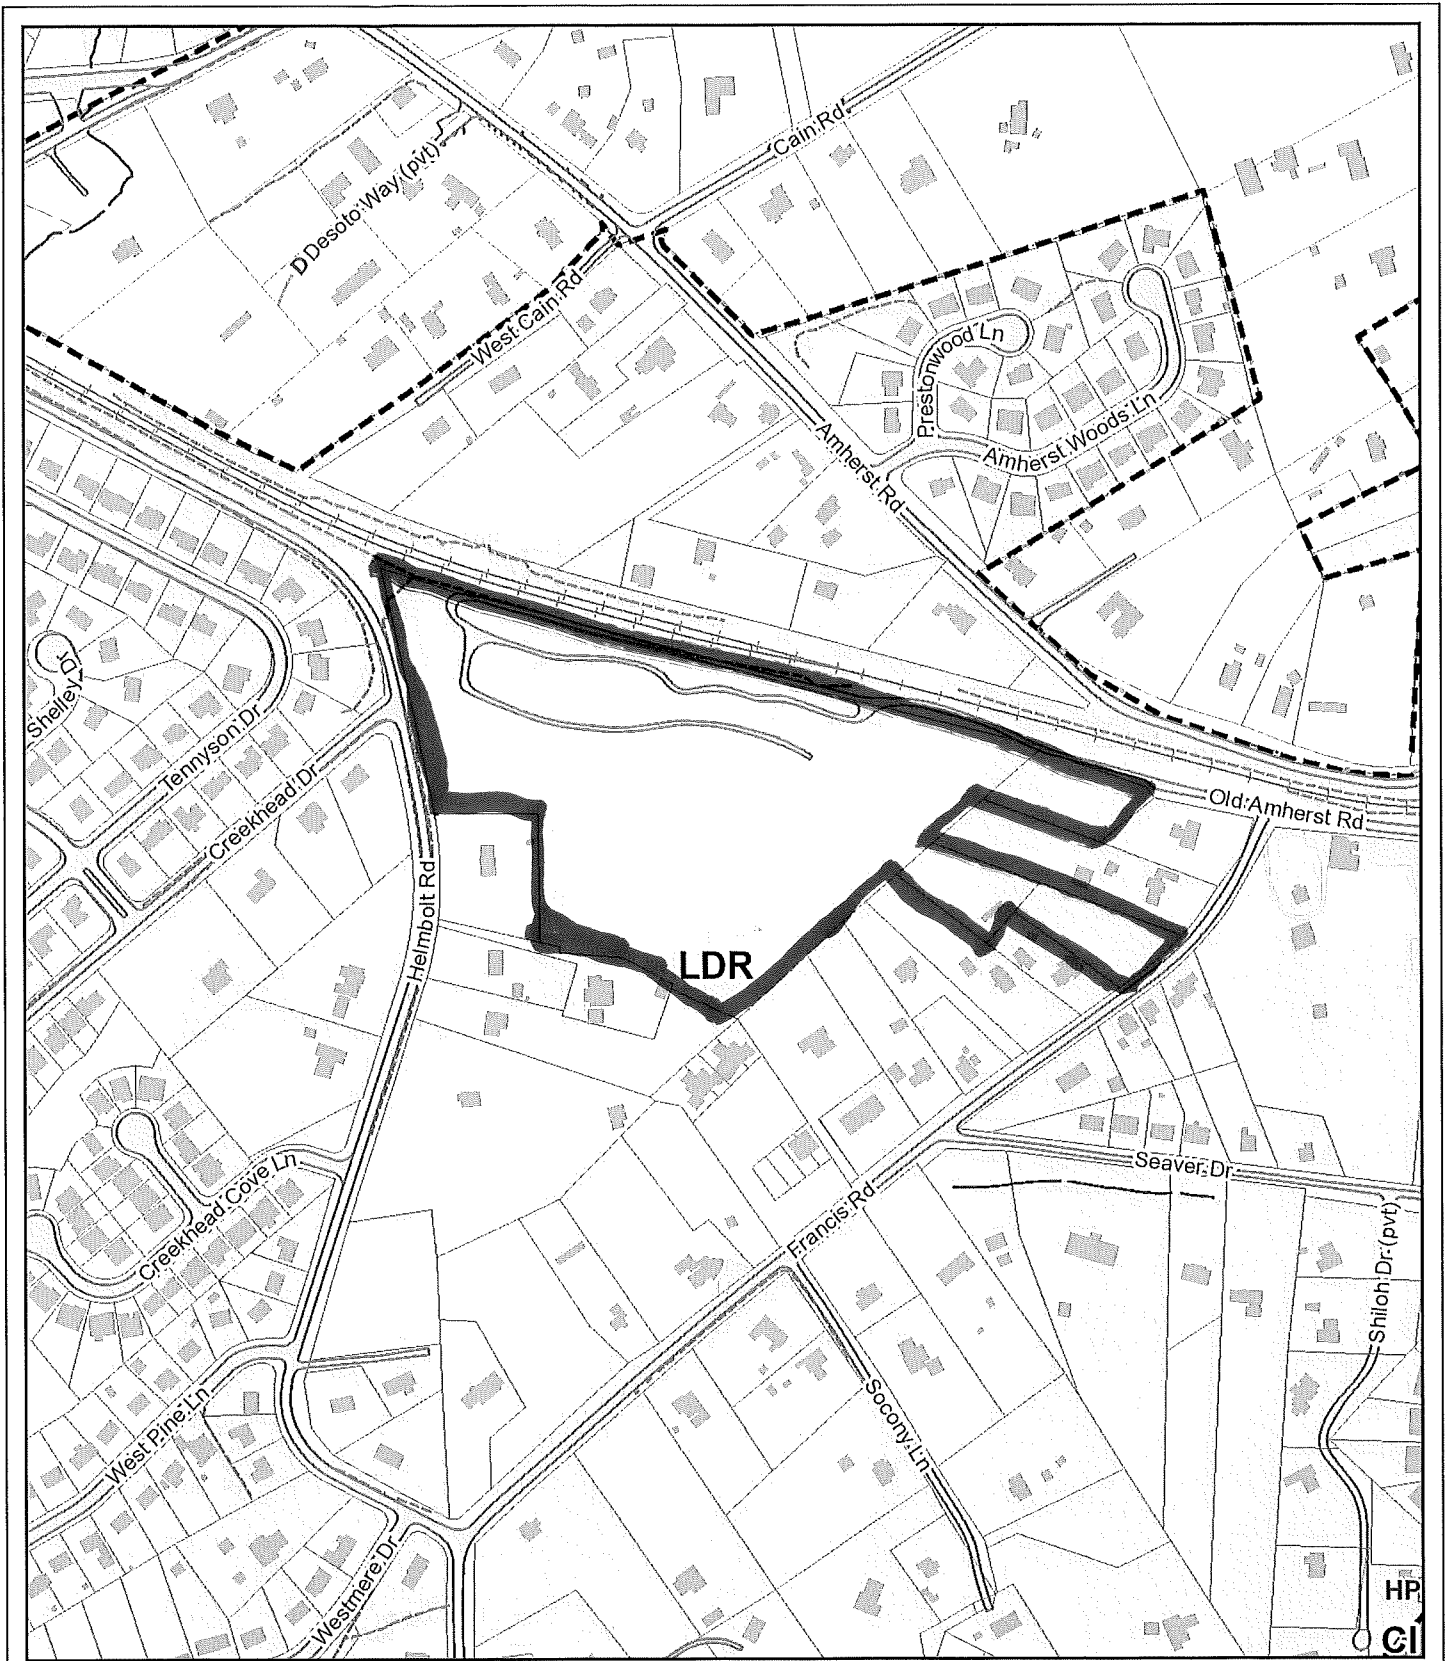 Cain Rd
D Desoto Way (pvt)
West Cain Rd
Prestonwood Ln
Amherst Woods Ln
Amherst Rd
Shelley Dr
Tennyson Dr
Creekhead Dr
Old Amherst Rd
Helmbolt Rd
LDR
Seaver Dr
Creekhead Cove Ln
Francis Rd
Shiloh Dr (pvt)
West Pine Ln
Socony Ln
Westmere Dr
HP
CI